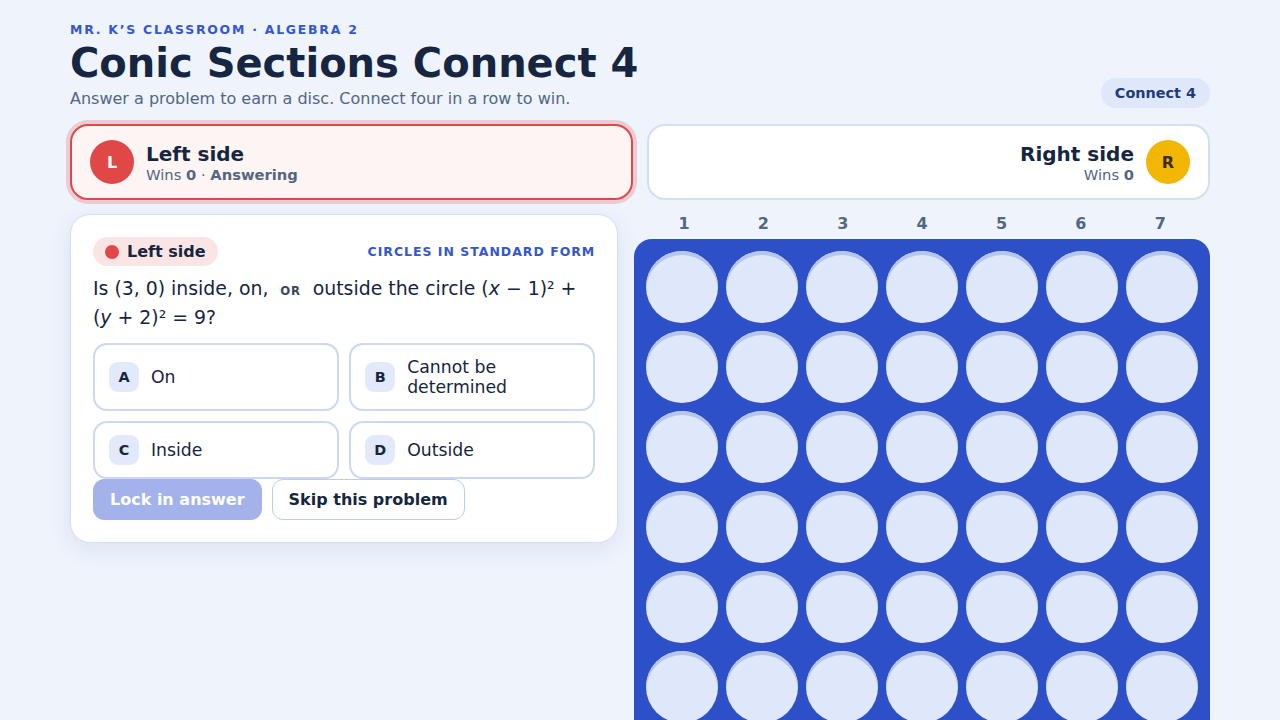 MR. K’S CLASSROOM · ALGEBRA 2
Conic Sections Connect 4
Answer a problem to earn a disc. Connect four in a row to win.
Connect 4
L
Left side
Wins 0 · Answering
Right side
Wins 0
R
Left side
CIRCLES IN STANDARD FORM
Is (3, 0) inside, on, OR outside the circle (x − 1)² +
(y + 2)² = 9?
A On
B Cannot be
determined
C Inside
D Outside
Lock in answer
Skip this problem
1 2 3 4 5 6 7